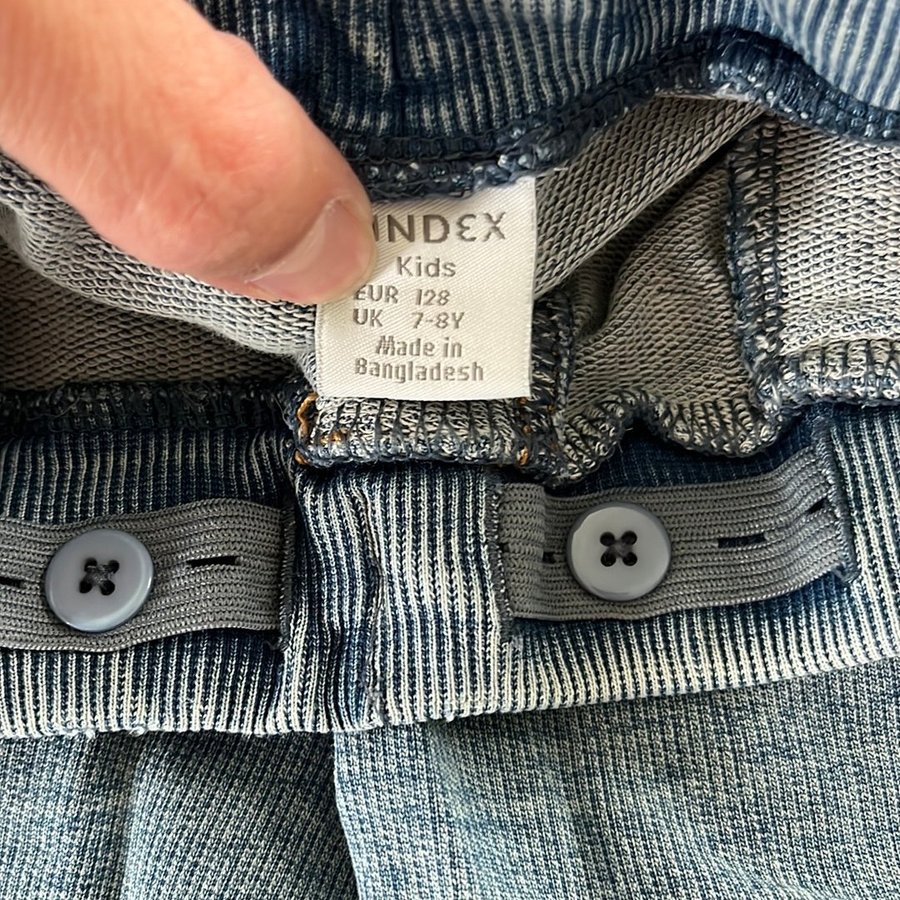 INDEX
Kids
EUR 128
UK 7-8Y
Made in
Bangladesh